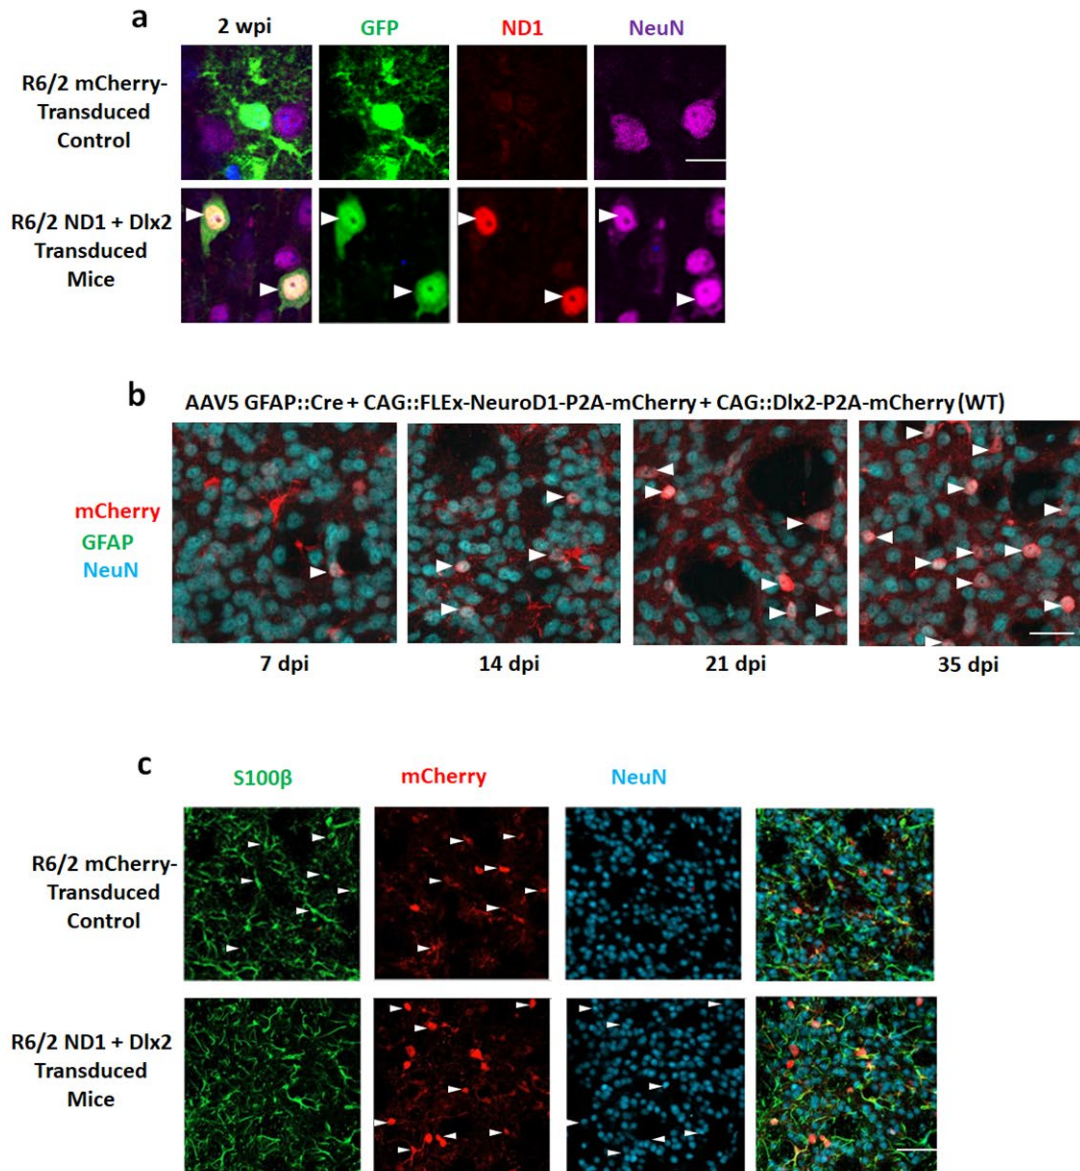 a
2 wpi GFP ND1 NeuN
R6/2 mCherry-
Transduced
Control
R6/2 ND1 + Dlx2
Transduced
Mice
b
AAV5 GFAP::Cre + CAG::FLEx-NeuroD1-P2A-mCherry + CAG::Dlx2-P2A-mCherry (WT)
mCherry
GFAP
NeuN
7 dpi 14 dpi 21 dpi 35 dpi
c
S100β mCherry NeuN
R6/2 mCherry-
Transduced
Control
R6/2 ND1 + Dlx2
Transduced
Mice